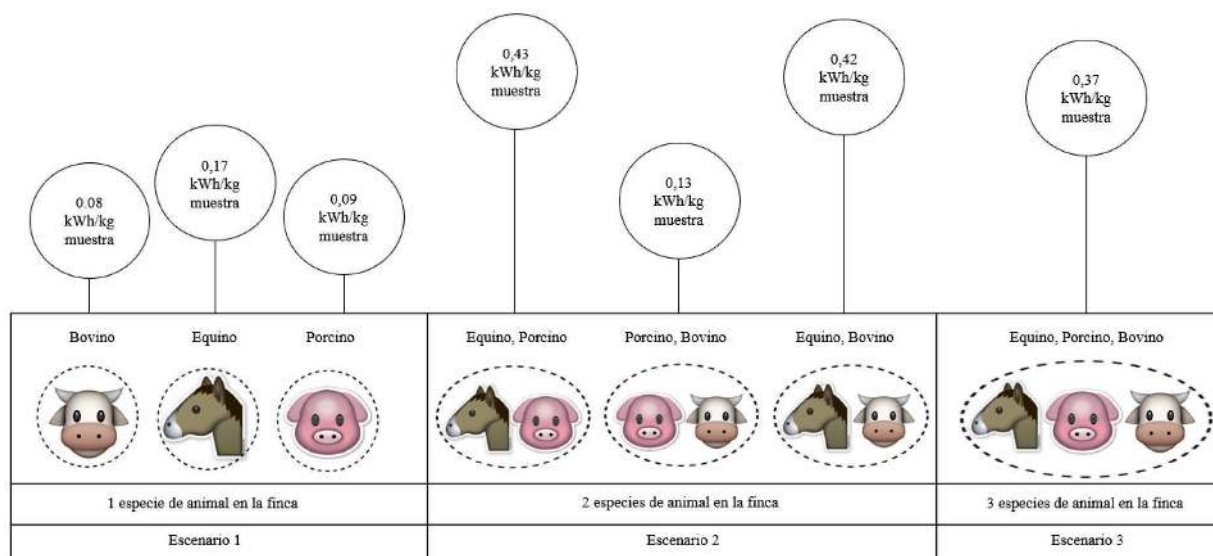 0,43
kWh/kg
muestra
0,42
kWh/kg
muestra
0,37
kWh/kg
muestra
0,17
kWh/kg
muestra
0,13
kWh/kg
muestra
0.08
kWh/kg
muestra
0,09
kWh/kg
muestra
Bovino
Equino
Porcino
Equino, Porcino
Porcino, Bovino
Equino, Bovino
Equino, Porcino, Bovino
1 especie de animal en la finca
2 especies de animal en la finca
3 especies de animal en la finca
Escenario 1
Escenario 2
Escenario 3